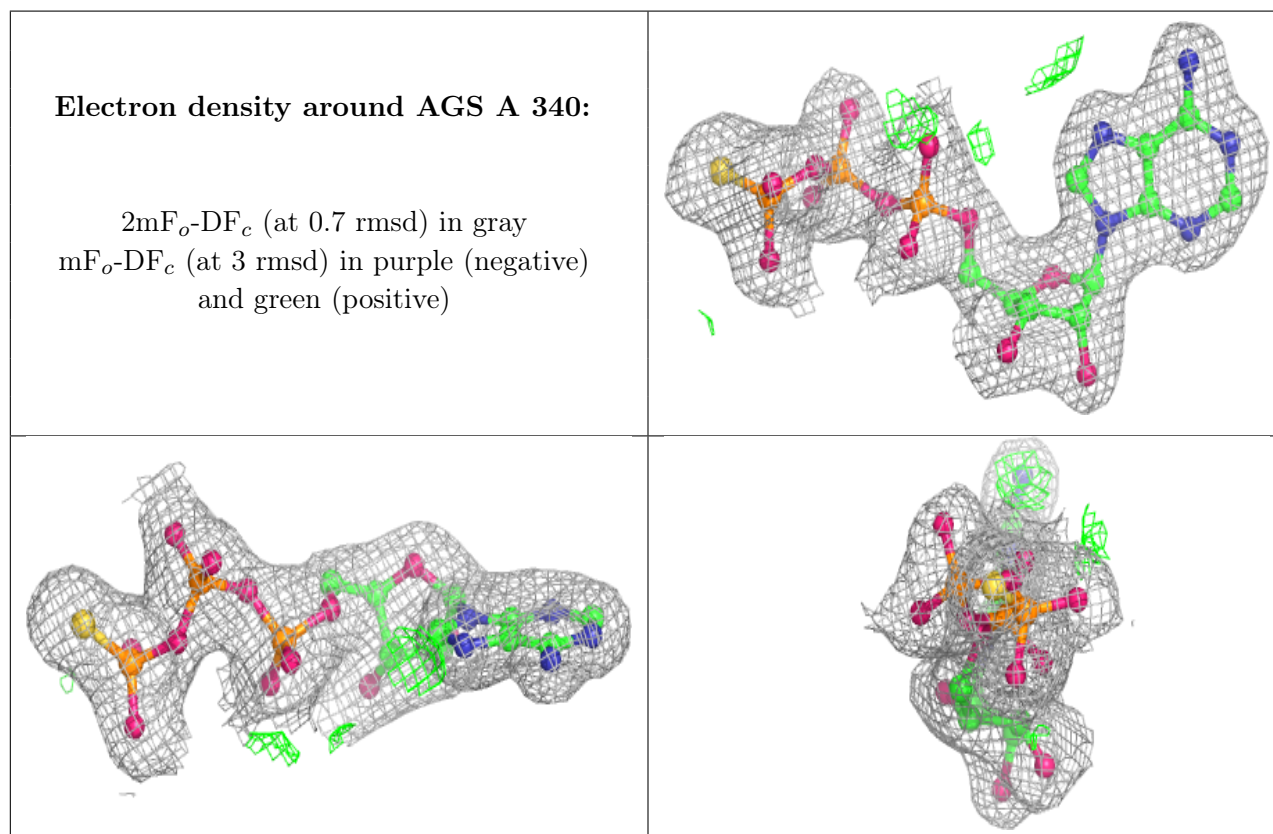 Electron density around AGS A 340:
2mFo-DFc (at 0.7 rmsd) in gray
mFo-DFc (at 3 rmsd) in purple (negative)
and green (positive)